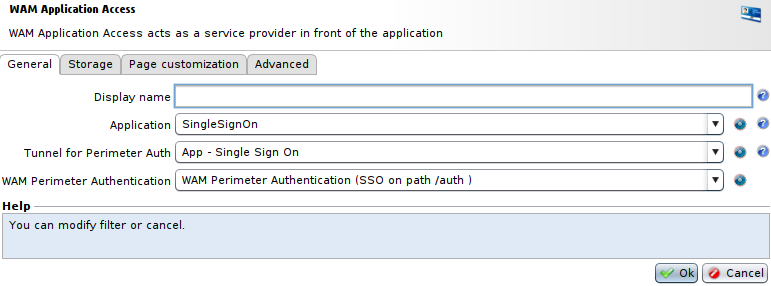 WAM Application Access
WAM Application Access acts as a service provider in front of the application
General Storage Page customization Advanced
Display name
Application SingleSignOn
Tunnel for Perimeter Auth App - Single Sign On
WAM Perimeter Authentication WAM Perimeter Authentication (SSO on path /auth )
Help
You can modify filter or cancel.
Ok Cancel